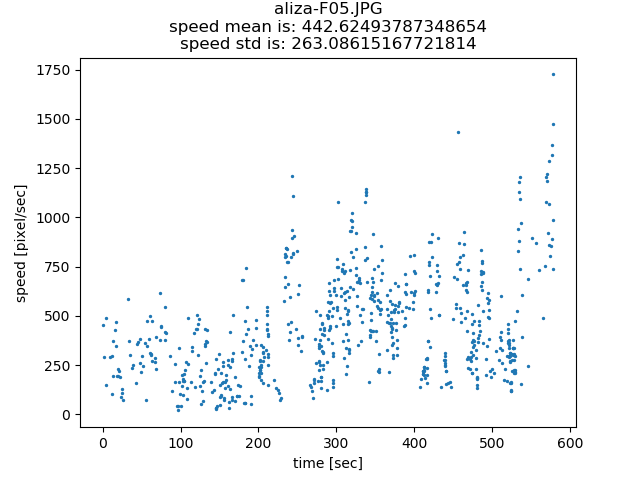 aliza-F05.JPG
speed mean is: 442.62493787348654
speed std is: 263.08615167721814
1750
1500
1250
1000
750
500
250
0
speed [pixel/sec]
0 100 200 300 400 500 600
time [sec]